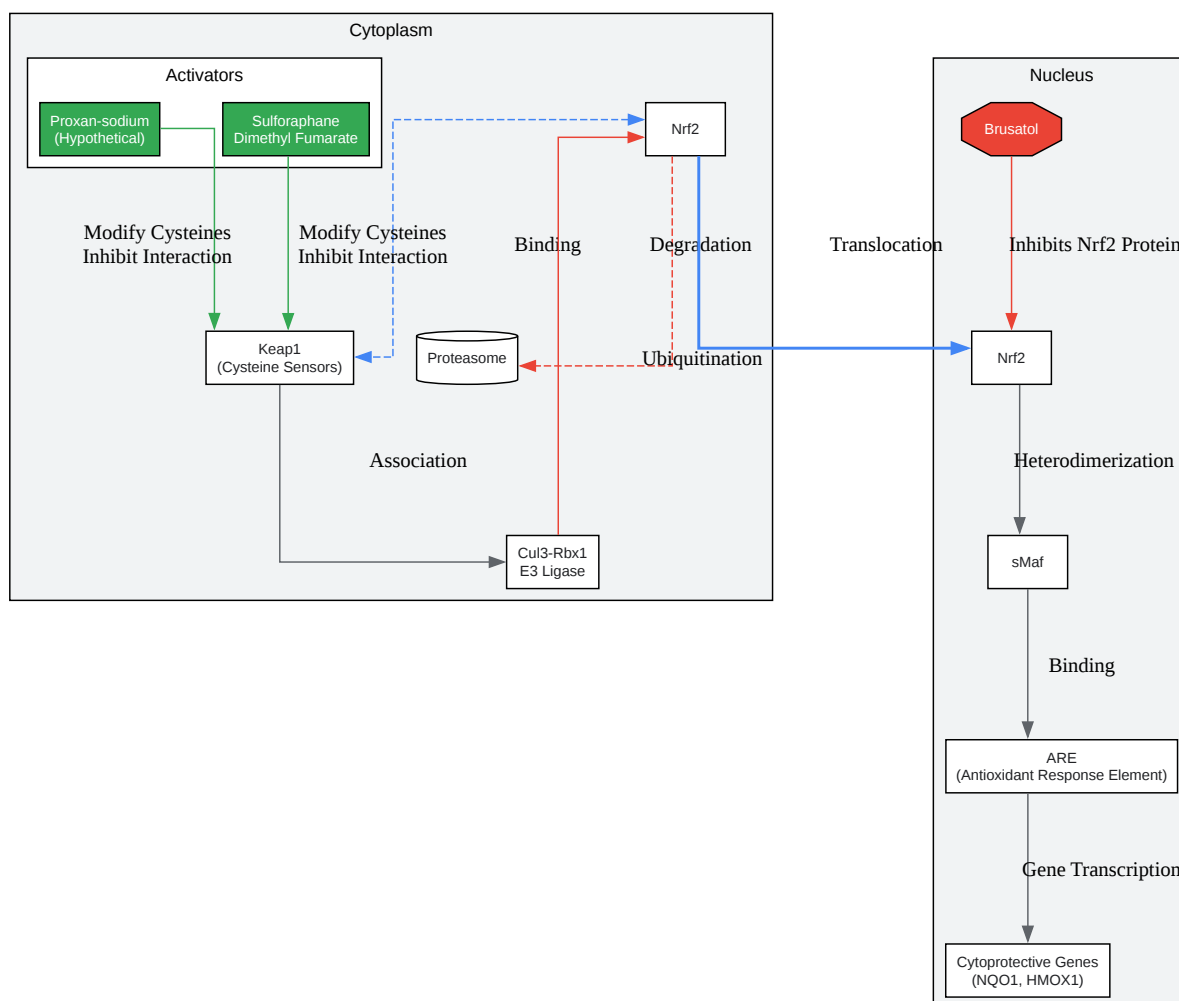 Cytoplasm
Activators
Nucleus
Proxan-sodium
(Hypothetical)
Sulforaphane
Dimethyl Fumarate
Nrf2
Brusatol
Modify Cysteines
Inhibit Interaction
Modify Cysteines
Inhibit Interaction
Binding
Degradation
Translocation
Inhibits Nrf2 Protein
Keap1
(Cysteine Sensors)
Proteasome
Ubiquitination
Nrf2
Association
Heterodimerization
Cul3-Rbx1
E3 Ligase
sMaf
Binding
ARE
(Antioxidant Response Element)
Gene Transcription
Cytoprotective Genes
(NQO1, HMOX1)